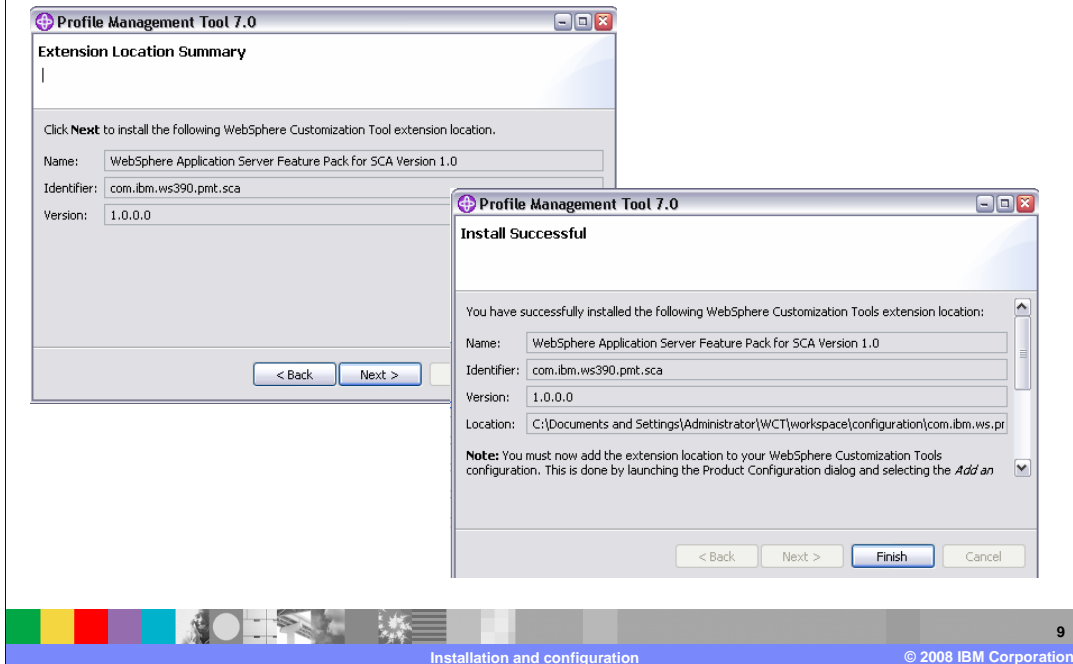 Profile Management Tool 7.0
Extension Location Summary
Click Next to install the following WebSphere Customization Tool extension location.
Name: WebSphere Application Server Feature Pack for SCA Version 1.0
Identifier: com.ibm.ws390.pmt.sca
Version: 1.0.0.0
< Back Next >
Profile Management Tool 7.0
Install Successful
You have successfully installed the following WebSphere Customization Tools extension location:
Name: WebSphere Application Server Feature Pack for SCA Version 1.0
Identifier: com.ibm.ws390.pmt.sca
Version: 1.0.0.0
Location: C:\Documents and Settings\Administrator\WCT\workspace\configuration\com.ibm.ws.pr
Note: You must now add the extension location to your WebSphere Customization Tools
configuration. This is done by launching the Product Configuration dialog and selecting the Add an
< Back Next > Finish Cancel
9
Installation and configuration © 2008 IBM Corporation